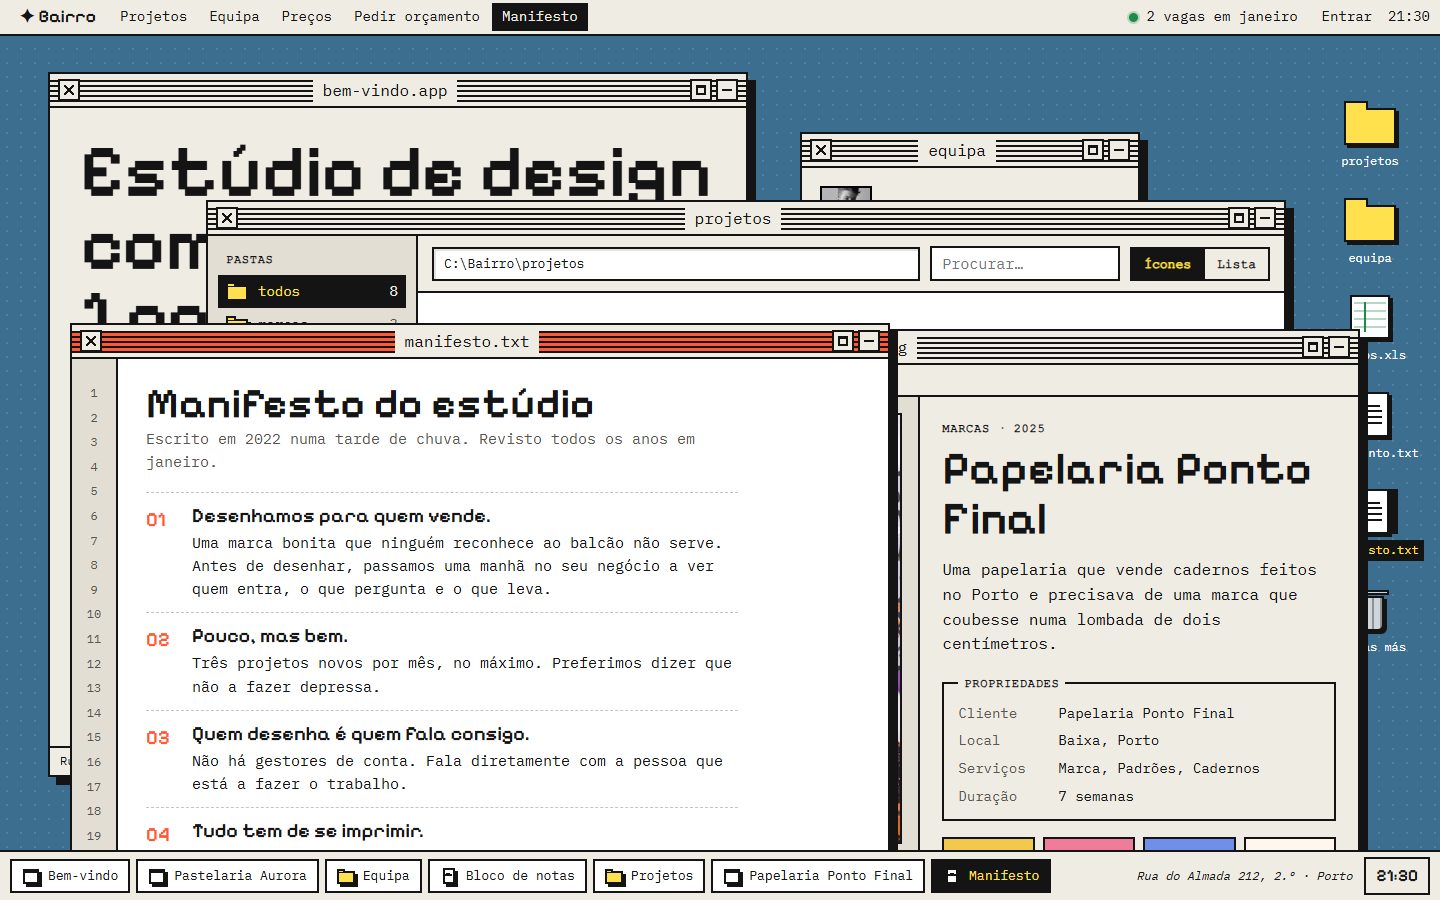 Bairro Projetos Equipa Preços Pedir orçamento Manifesto 2 vagas em janeiro Entrar 21:30
bem-vindo.app
Estúdio de design
equipa
projetos
PASTAS
C:\Bairro\projetos
Procurar…
Ícones Lista
todos 8
projetos
equipa
manifesto.txt
1
2
3
4
5
6
7
8
9
10
11
12
13
14
15
16
17
18
19
Manifesto do estúdio
Escrito em 2022 numa tarde de chuva. Revisto todos os anos em
janeiro.
01 Desenhamos para quem vende.
Uma marca bonita que ninguém reconhece ao balcão não serve.
Antes de desenhar, passamos uma manhã no seu negócio a ver
quem entra, o que pergunta e o que leva.
02 Pouco, mas bem.
Três projetos novos por mês, no máximo. Preferimos dizer que
não a fazer depressa.
03 Quem desenha é quem fala consigo.
Não há gestores de conta. Fala diretamente com a pessoa que
está a fazer o trabalho.
04 Tudo tem de se imprimir.
MARCAS · 2025
Papelaria Ponto
Final
Uma papelaria que vende cadernos feitos
no Porto e precisava de uma marca que
coubesse numa lombada de dois
centímetros.
PROPRIEDADES
Cliente Papelaria Ponto Final
Local Baixa, Porto
Serviços Marca, Padrões, Cadernos
Duração 7 semanas
más
Bem-vindo Pastelaria Aurora Equipa Bloco de notas Projetos Papelaria Ponto Final Manifesto Rua do Almada 212, 2.º · Porto 21:30